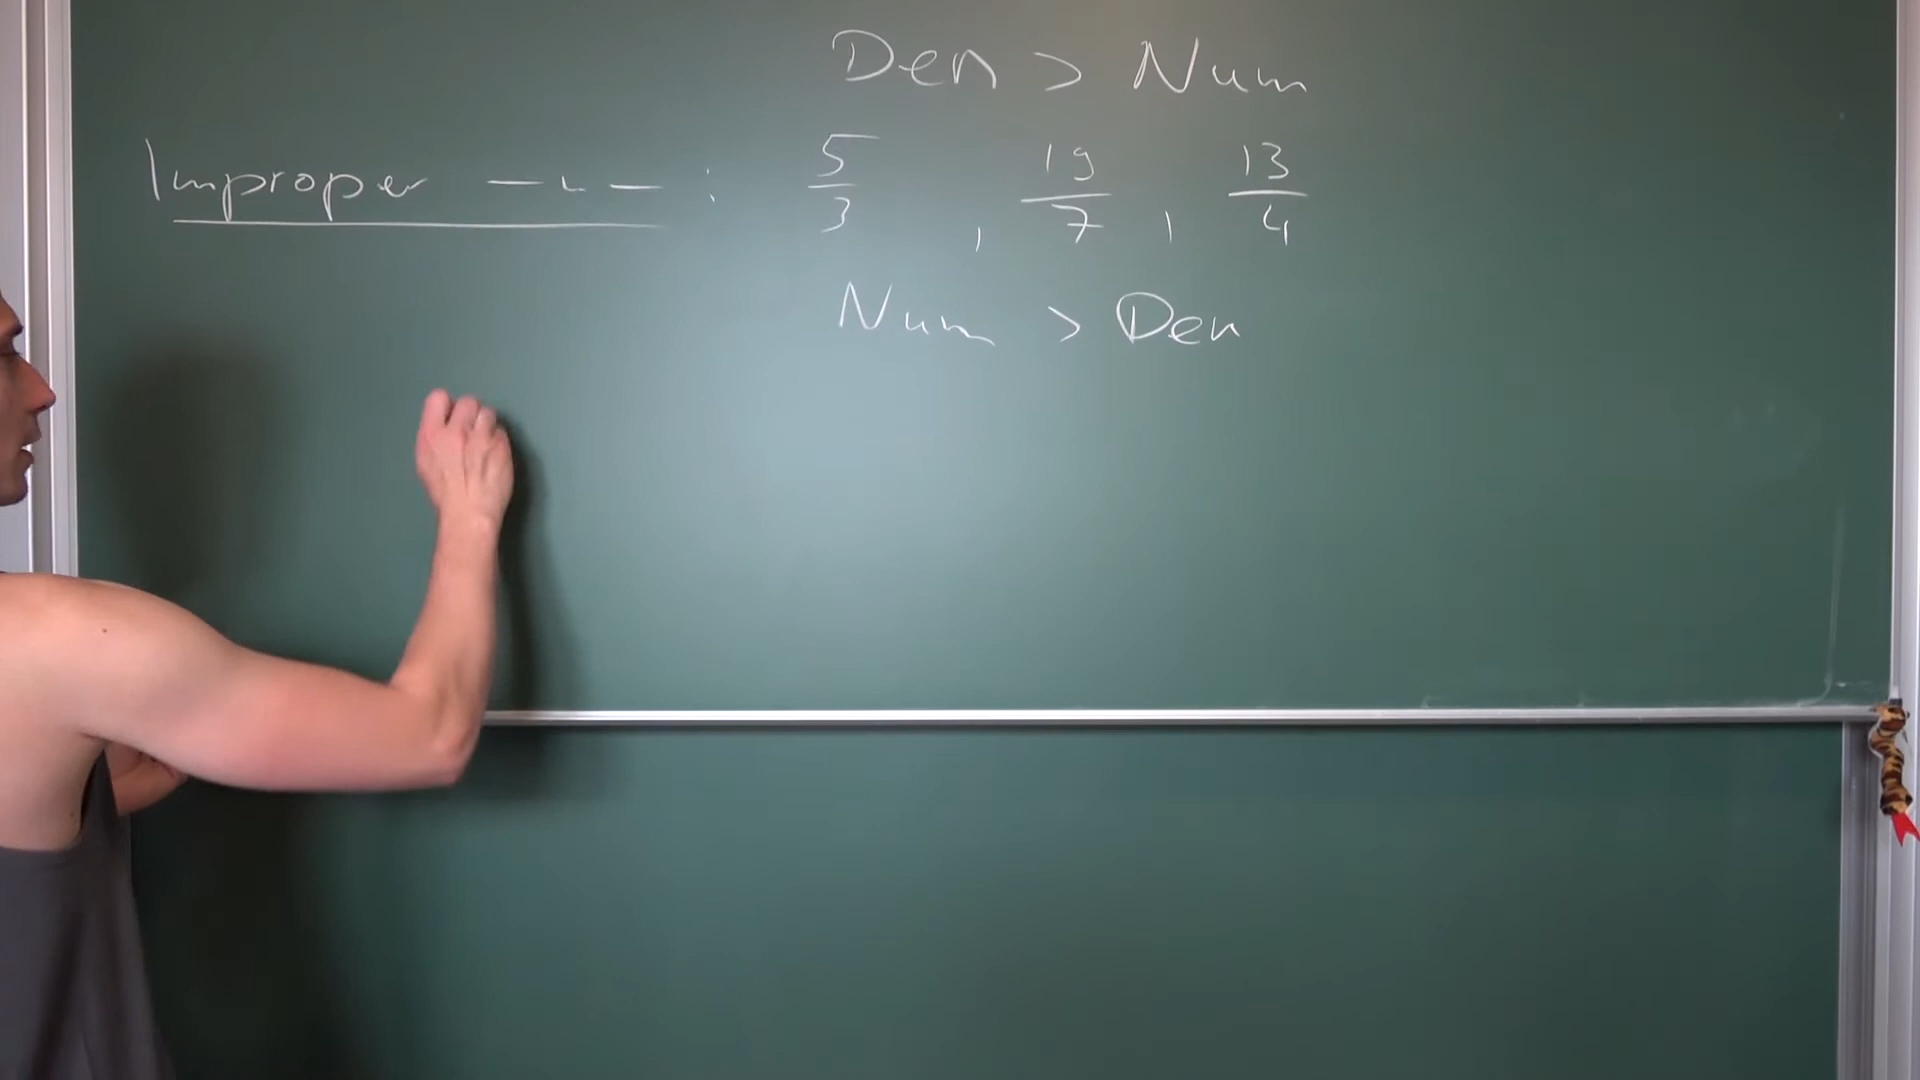 Den > Num
Improper — " — : 5/3 , 19/7 , 13/4
Num > Den